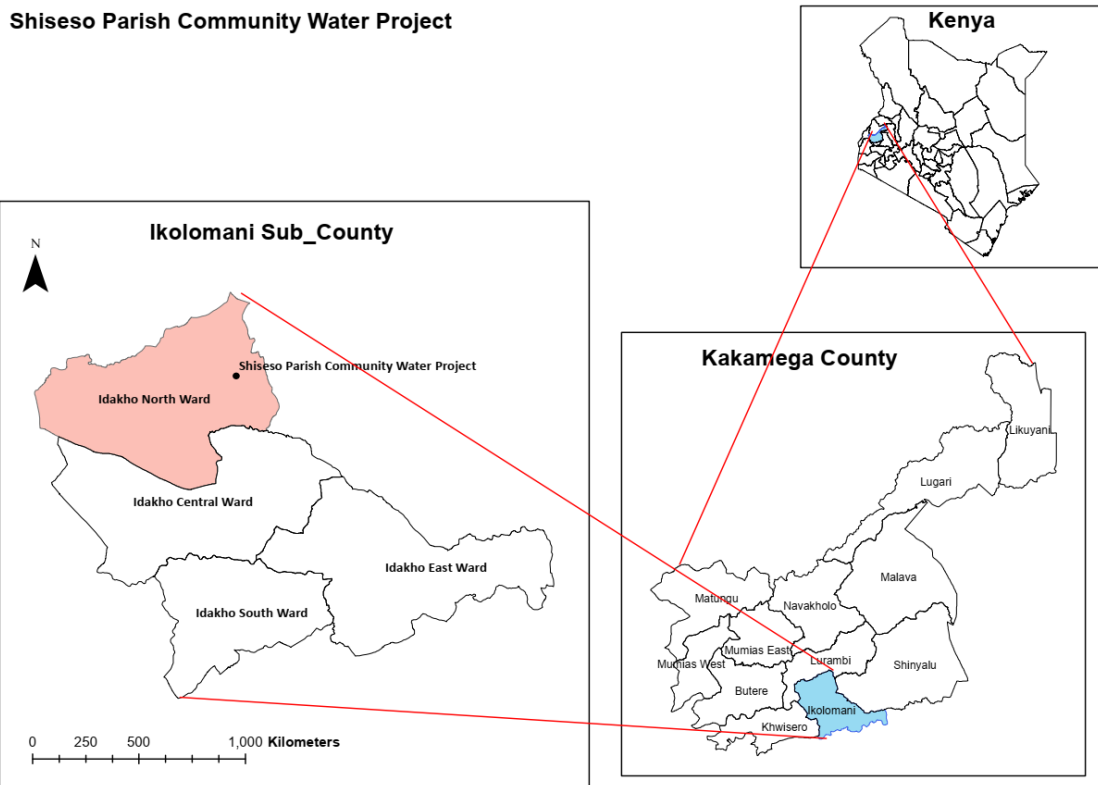 Shiseso Parish Community Water Project
Kenya
Ikolomani Sub_County
N
Shiseso Parish Community Water Project
Idakho North Ward
Idakho Central Ward
Idakho East Ward
Idakho South Ward
0 250 500 1,000 Kilometers
Kakamega County
Likuyani
Lugari
Malava
Matungu
Navakholo
Mumias East
Lurambi
Mumias West
Shinyalu
Butere
Ikolomani
Khwisero